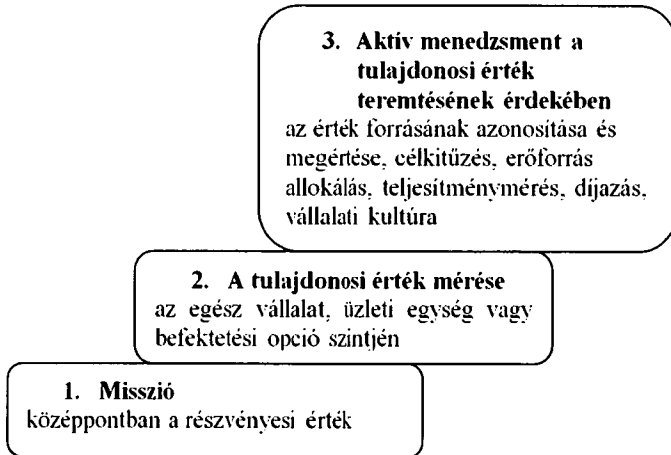 3. Aktív menedzsment a
tulajdonosi érték
teremtésének érdekében
az érték forrásának azonosítása és
megértése, célkitűzés, erőforrás
allokálás, teljesítménymérés, díjazás,
vállalati kultúra
2. A tulajdonosi érték mérése
az egész vállalat, üzleti egység vagy
befektetési opció szintjén
1. Misszió
középpontban a részvényesi érték